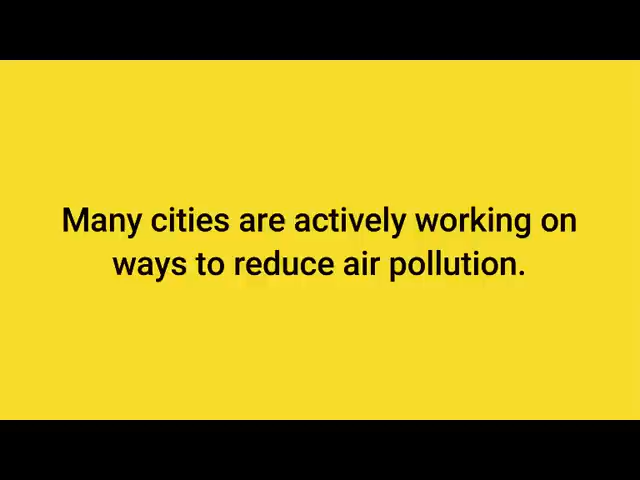 Many cities are actively working on
ways to reduce air pollution.